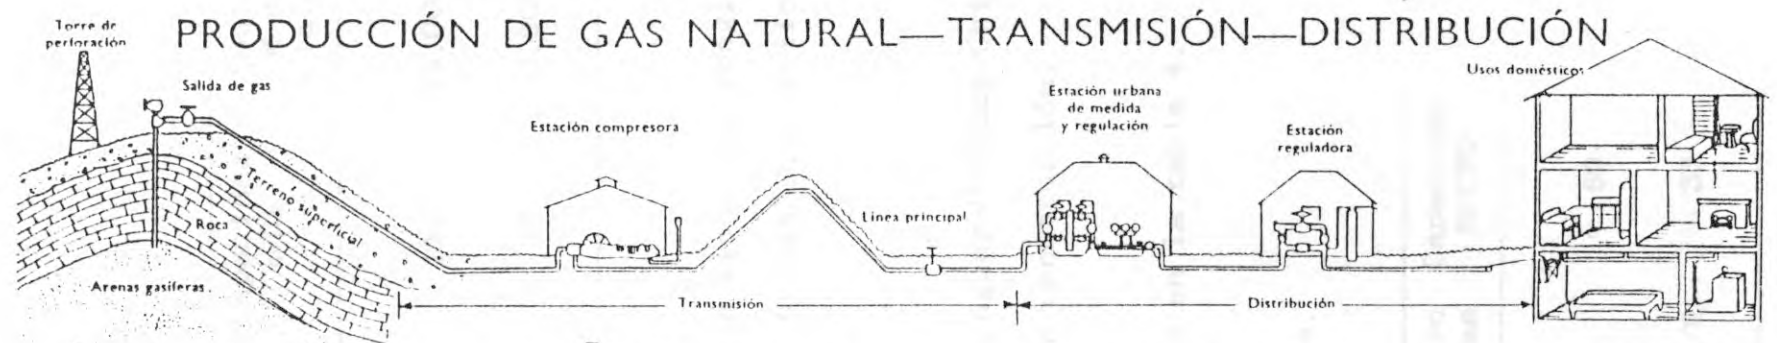 PRODUCCIÓN DE GAS NATURAL—TRANSMISIÓN—DISTRIBUCIÓN
Torre de
perforación
Salida de gas
Estación compresora
Línea principal
Estación urbana
de medida
y regulación
Estación
reguladora
Usos domésticos
Terreno superficial
Roca
Arenas gasíferas
Transmisión
Distribución